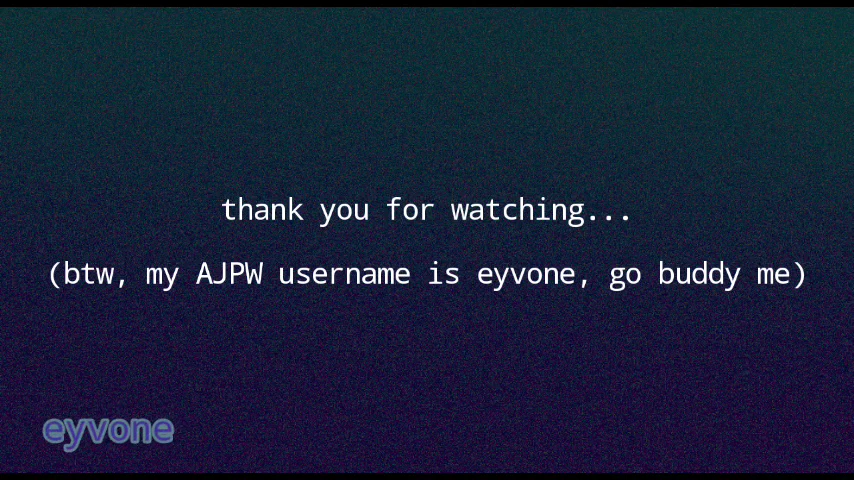 thank you for watching...
(btw, my AJPW username is eyvone, go buddy me)
eyvone